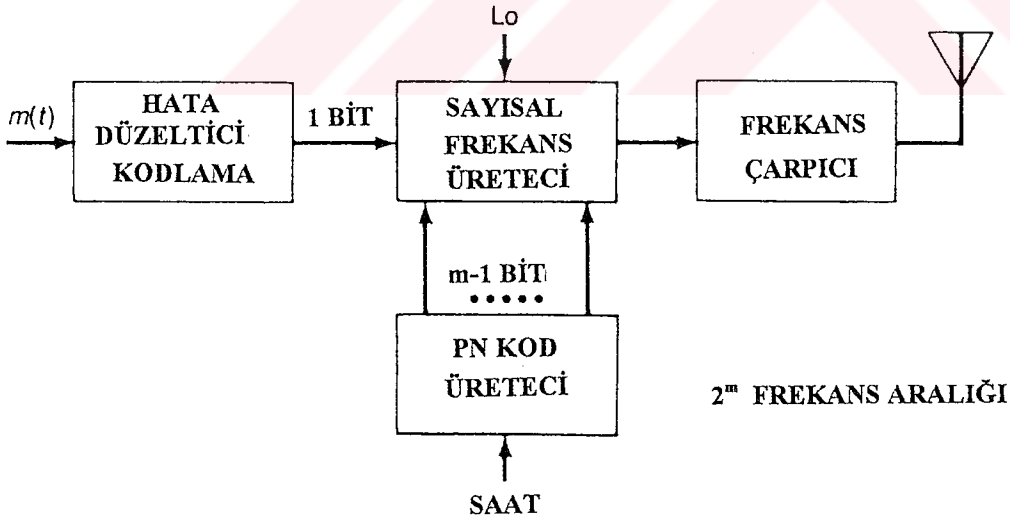 Lo
m(t)
HATA
DÜZELTİCİ
KODLAMA
1 BİT
SAYISAL
FREKANS
ÜRETECİ
FREKANS
ÇARPICI
m-1 BİT
PN KOD
ÜRETECİ
2ᵐ FREKANS ARALIĞI
SAAT